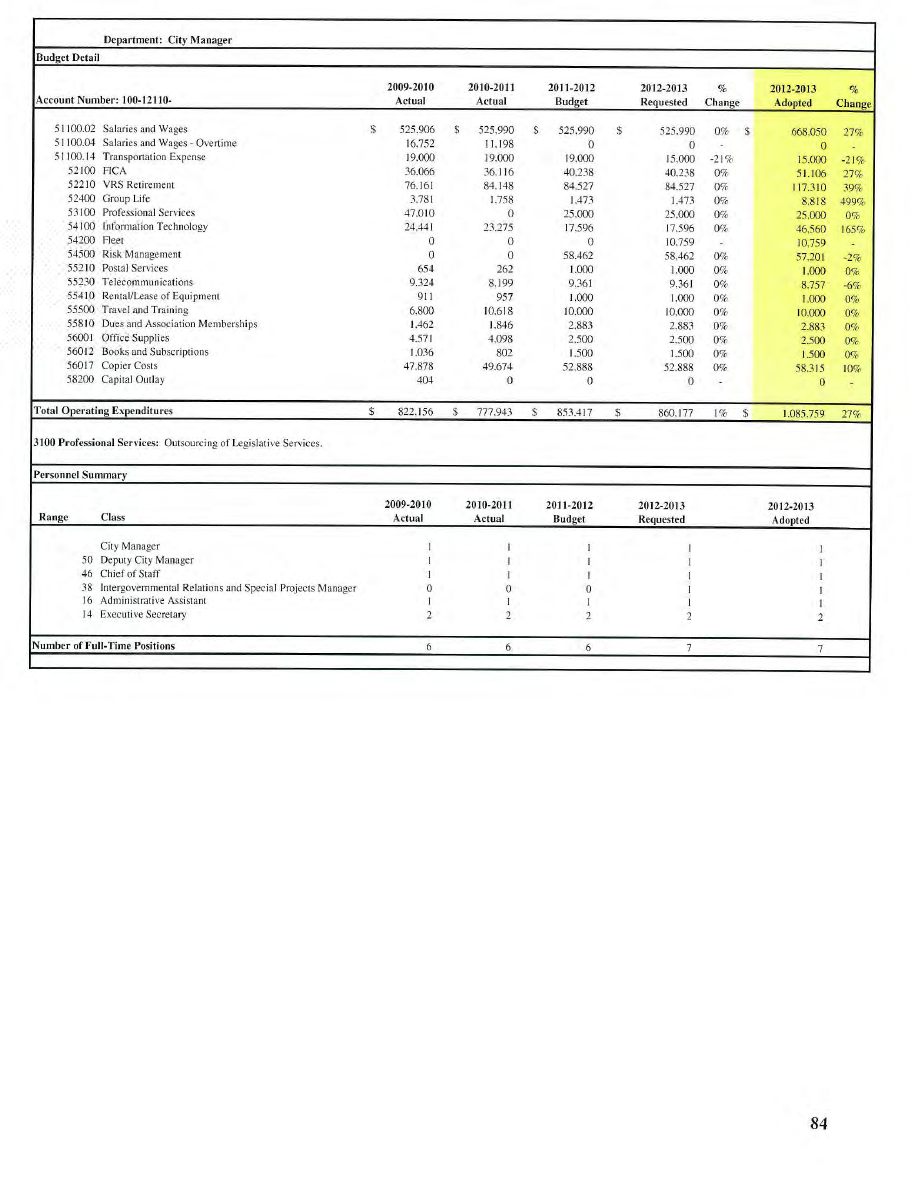 Department: City Manager
Budget Detail
2009-2010 2010-2011 2011-2012 2012-2013 % 2012-2013 %
Account Number: 100-12110- Actual Actual Budget Requested Change Adopted Change
51100.02 Salaries and Wages $ 525.906 $ 525.990 $ 525.990 $ 525.990 0% $ 668.050 27%
51100.04 Salaries and Wages - Overtime 16.752 11.198 0 0 - 0 -
51100.14 Transportation Expense 19.000 19.000 19.000 15.000 -21% 15.000 -21%
52100 FICA 36.066 36.116 40.238 40.238 0% 51.106 27%
52210 VRS Retirement 76.161 84.148 84.527 84.527 0% 117.310 39%
52400 Group Life 3.781 1.758 1.473 1.473 0% 8.818 499%
53100 Professional Services 47.010 0 25.000 25.000 0% 25.000 0%
54100 Information Technology 24.441 23.275 17.596 17.596 0% 46,560 165%
54200 Fleet 0 0 0 10.759 - 10,759 -
54500 Risk Management 0 0 58.462 58.462 0% 57.201 -2%
55210 Postal Services 654 262 1.000 1.000 0% 1.000 0%
55230 Telecommunications 9.324 8.199 9.361 9.361 0% 8.757 -6%
55410 Rental/Lease of Equipment 911 957 1.000 1.000 0% 1.000 0%
55500 Travel and Training 6.800 10.618 10.000 10.000 0% 10.000 0%
55810 Dues and Association Memberships 1.462 1.846 2.883 2.883 0% 2.883 0%
56001 Office Supplies 4.571 4.098 2.500 2.500 0% 2.500 0%
56012 Books and Subscriptions 1.036 802 1.500 1.500 0% 1.500 0%
56017 Copier Costs 47.878 49.674 52.888 52.888 0% 58.315 10%
58200 Capital Outlay 404 0 0 0 - 0 -
Total Operating Expenditures $ 822.156 $ 777.943 $ 853.417 $ 860.177 1% $ 1.085.759 27%
3100 Professional Services: Outsourcing of Legislative Services.
Personnel Summary
2009-2010 2010-2011 2011-2012 2012-2013 2012-2013
Range Class Actual Actual Budget Requested Adopted
City Manager 1 1 1 1 1
50 Deputy City Manager 1 1 1 1 1
46 Chief of Staff 1 1 1 1 1
38 Intergovernmental Relations and Special Projects Manager 0 0 0 1 1
16 Administrative Assistant 1 1 1 1 1
14 Executive Secretary 2 2 2 2 2
Number of Full-Time Positions 6 6 6 7 7
84